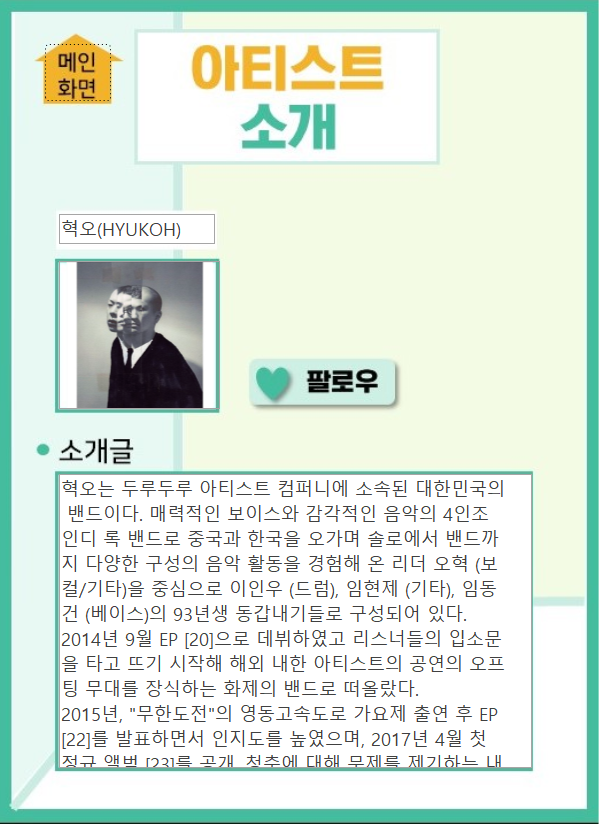 메인
화면
아티스트
소개
혁오(HYUKOH)
팔로우
소개글
혁오는 두루두루 아티스트 컴퍼니에 소속된 대한민국의
밴드이다. 매력적인 보이스와 감각적인 음악의 4인조
인디 록 밴드로 중국과 한국을 오가며 솔로에서 밴드까
지 다양한 구성의 음악 활동을 경험해 온 리더 오혁 (보
컬/기타)을 중심으로 이인우 (드럼), 임현제 (기타), 임동
건 (베이스)의 93년생 동갑내기들로 구성되어 있다.
2014년 9월 EP [20]으로 데뷔하였고 리스너들의 입소문
을 타고 뜨기 시작해 해외 내한 아티스트의 공연의 오프
팅 무대를 장식하는 화제의 밴드로 떠올랐다.
2015년, "무한도전"의 영동고속도로 가요제 출연 후 EP
[22]를 발표하면서 인지도를 높였으며, 2017년 4월 첫
정규 앨범 [23]를 공개, 청춘에 대해 문제를 제기하는 내